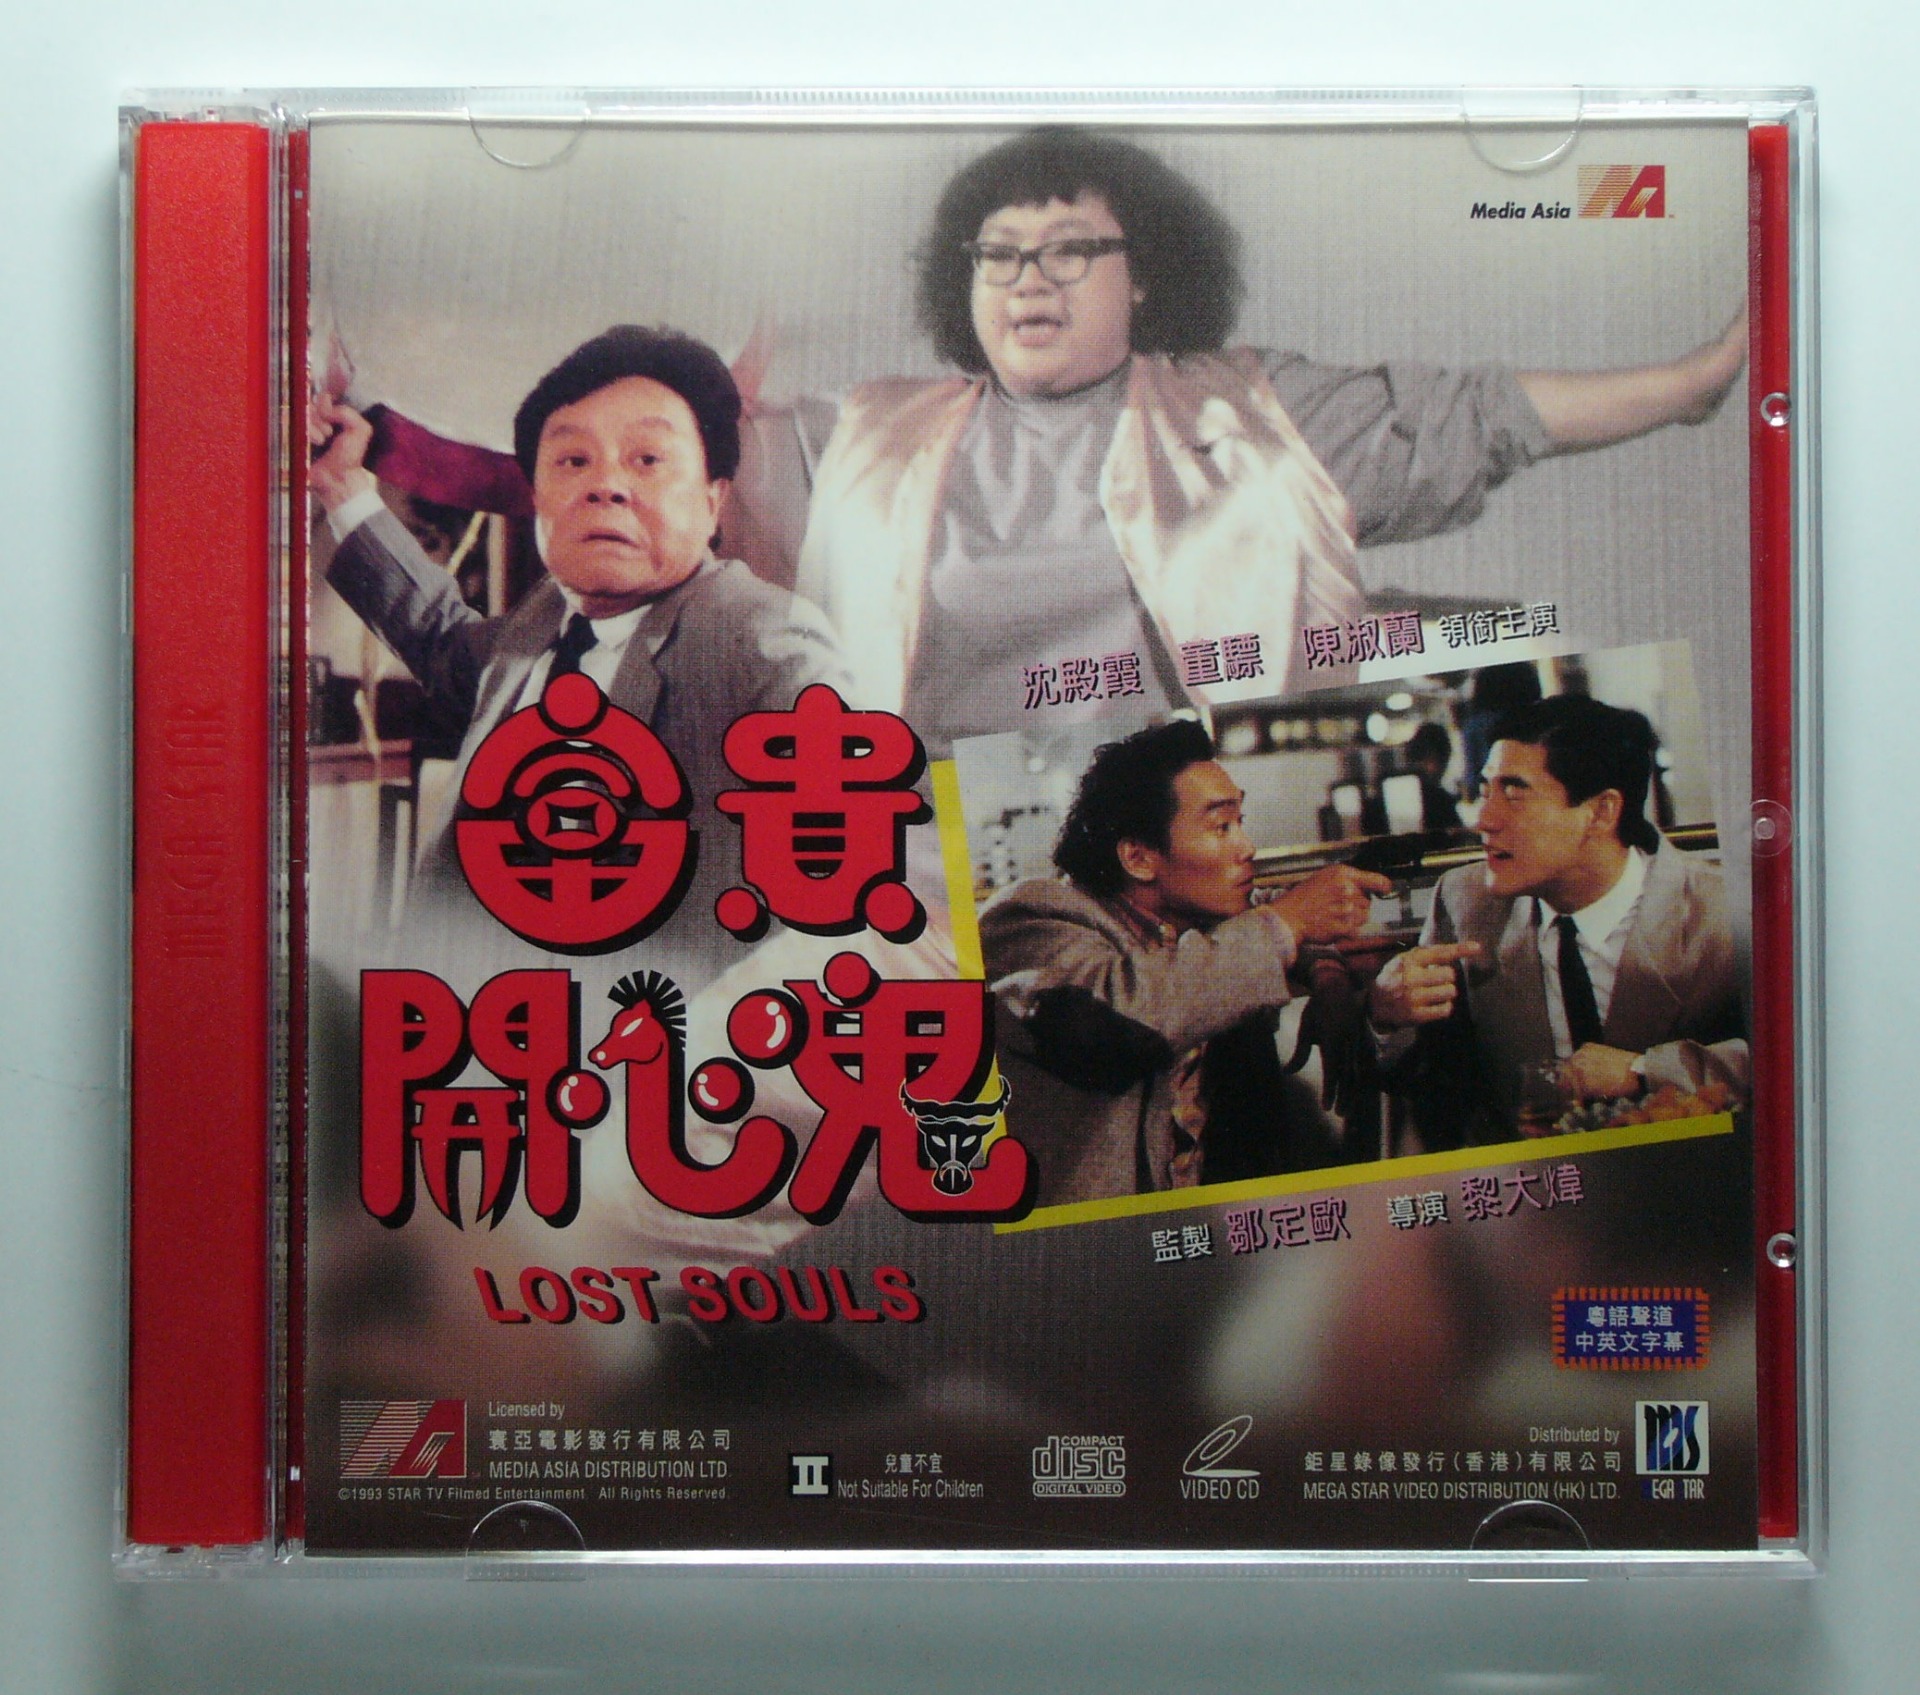 Media Asia
沈殿霞 董驃 陳淑蘭 領銜主演
富貴
開心鬼
LOST SOULS
監製 鄒定歐 導演 黎大煒
粵語聲道
中英文字幕
MEGA STAR
Licensed by
寰亞電影發行有限公司
MEDIA ASIA DISTRIBUTION LTD.
©1993 STAR TV Filmed Entertainment. All Rights Reserved.
II
兒童不宜
Not Suitable For Children
COMPACT
disc
DIGITAL VIDEO
VIDEO CD
Distributed by
鉅星錄像發行(香港)有限公司
MEGA STAR VIDEO DISTRIBUTION (HK) LTD.
MS
MEGA STAR